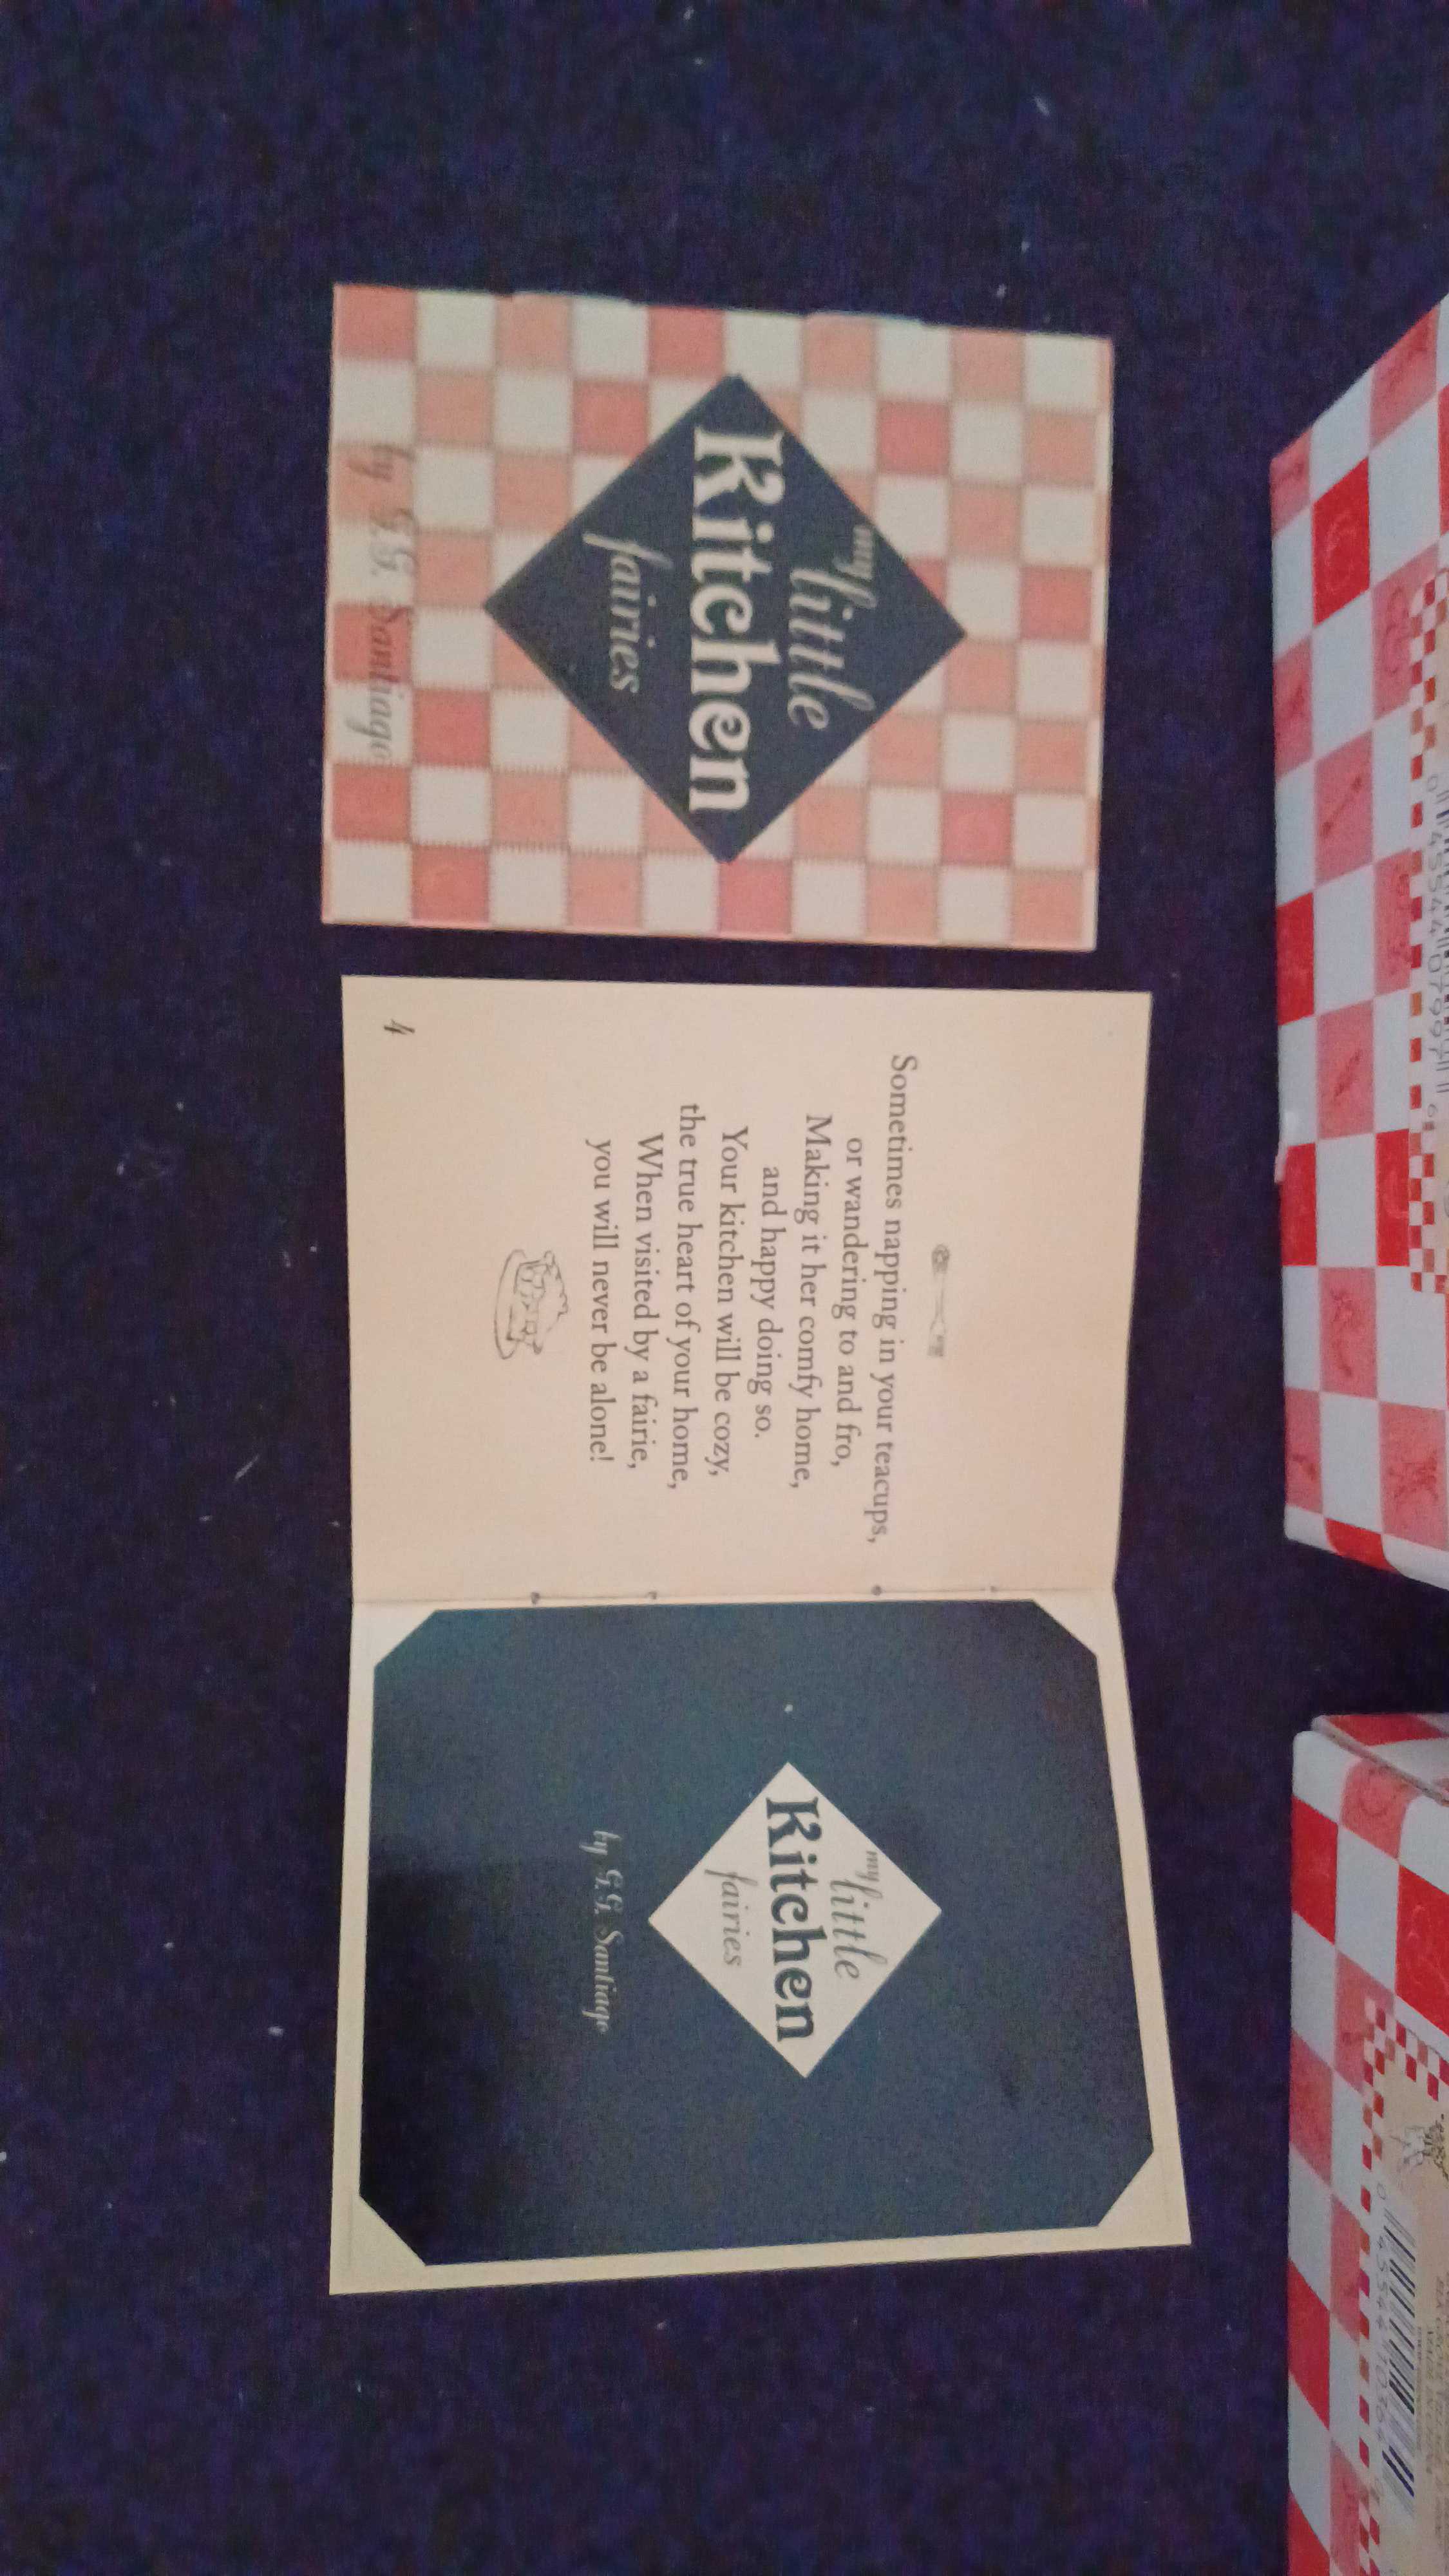 my little
Kitchen
fairies
by G.G. Santiago
Sometimes napping in your teacups,
or wandering to and fro,
Making it her comfy home,
and happy doing so.
Your kitchen will be cozy,
the true heart of your home,
When visited by a fairie,
you will never be alone!
4
my little
Kitchen
fairies
by G.G. Santiago